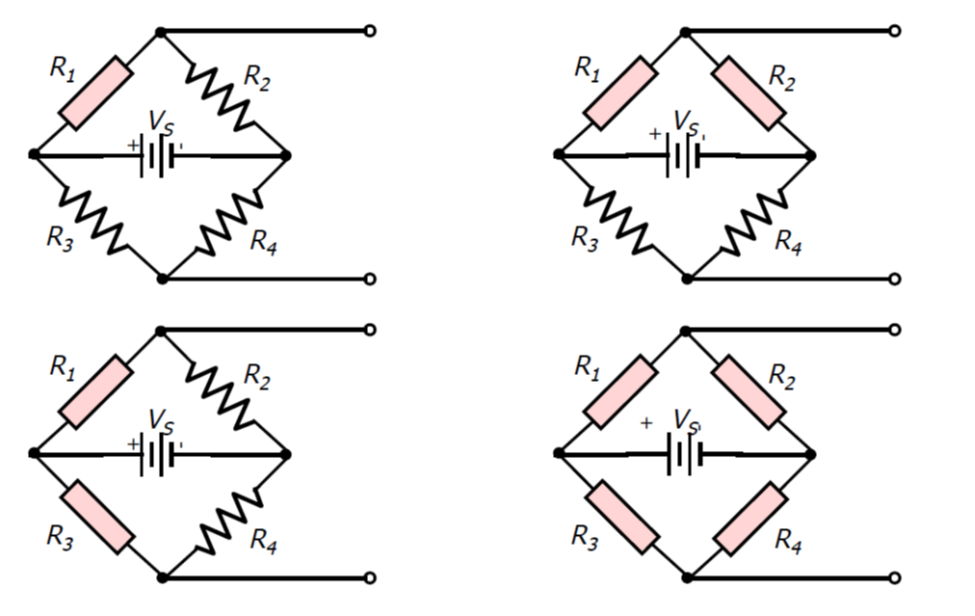 R1
R2
VS
+
-
R3
R4
R1
R2
VS
+
-
R3
R4
R1
R2
VS
+
-
R3
R4
R1
R2
VS
+
-
R3
R4